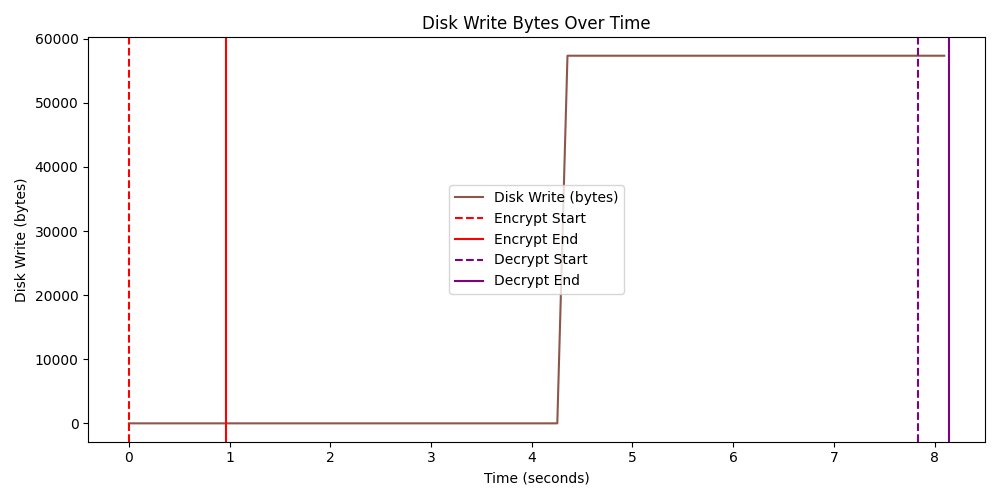 Disk Write Bytes Over Time
60000
50000
40000
30000
20000
10000
0
Disk Write (bytes)
Disk Write (bytes)
Encrypt Start
Encrypt End
Decrypt Start
Decrypt End
0 1 2 3 4 5 6 7 8
Time (seconds)